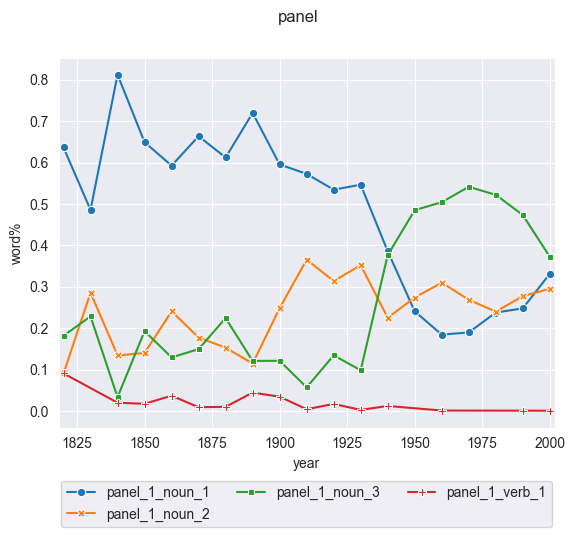 panel
0.8
0.7
0.6
0.5
0.4
0.3
0.2
0.1
0.0
word%
1825 1850 1875 1900 1925 1950 1975 2000
year
panel_1_noun_1 panel_1_noun_3 panel_1_verb_1
panel_1_noun_2